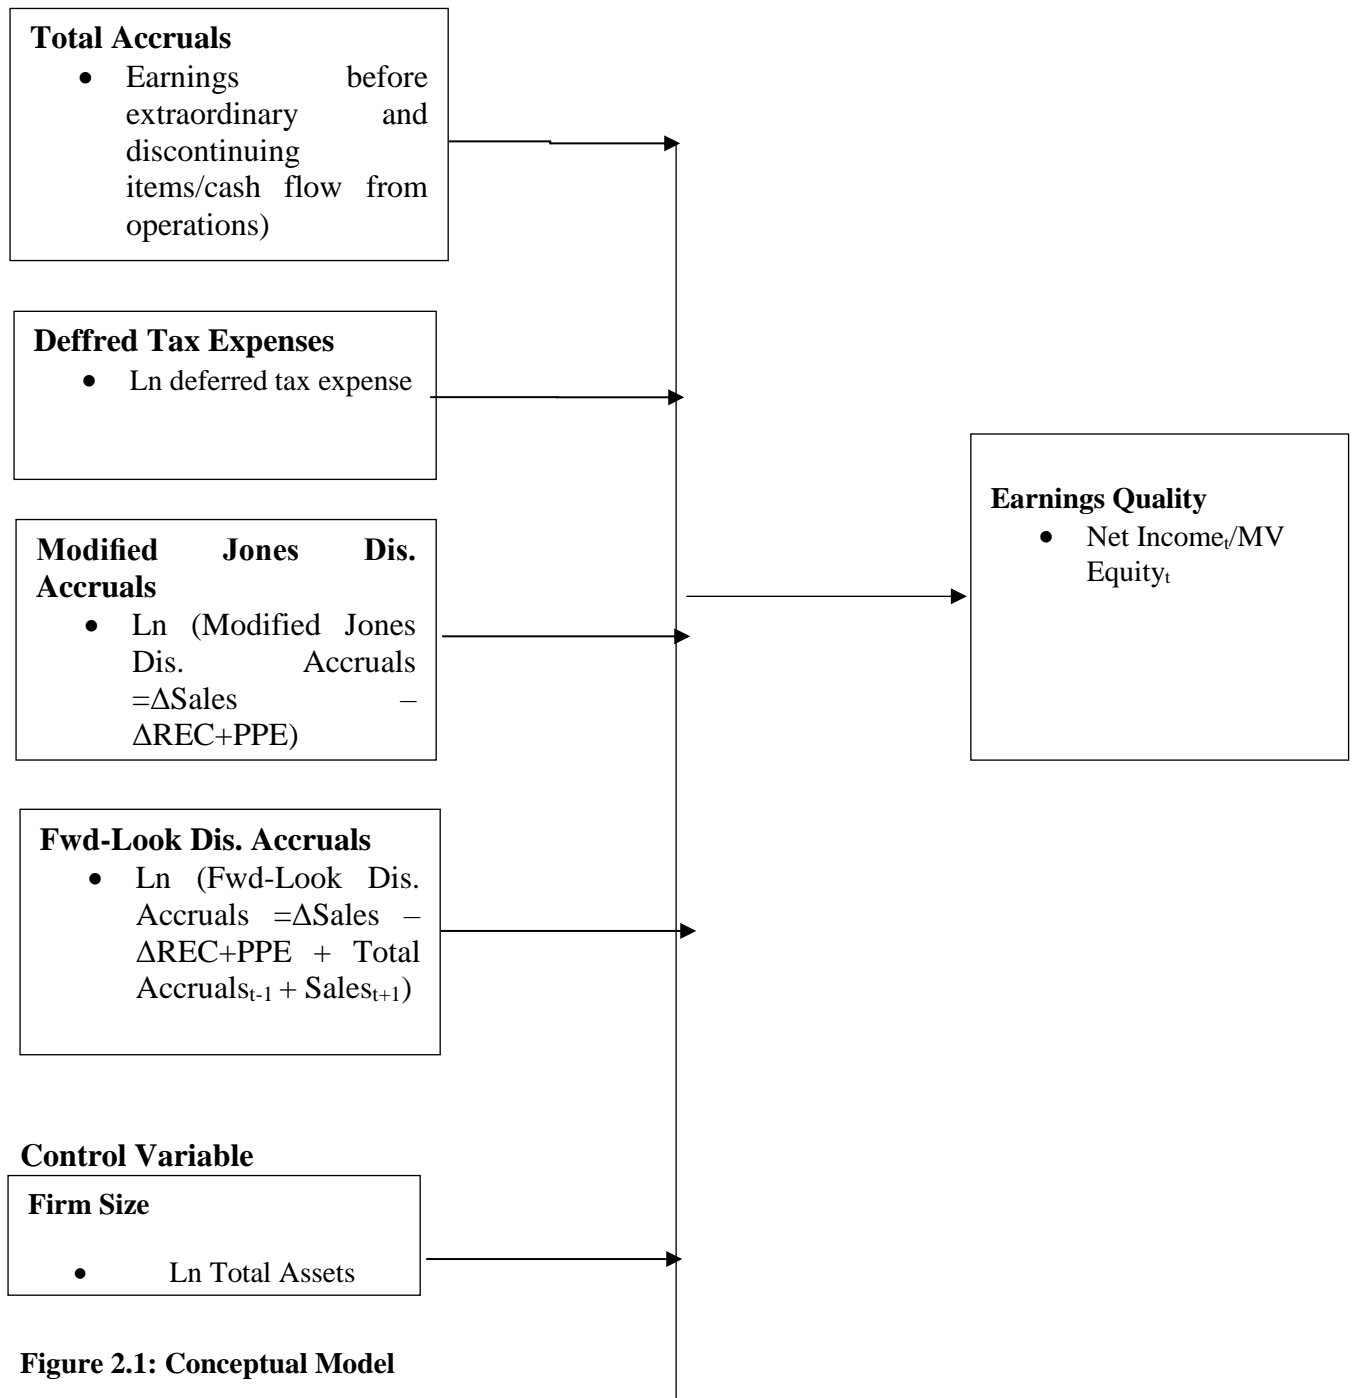 Total Accruals
• Earnings before
extraordinary and
discontinuing
items/cash flow from
operations)
Deffred Tax Expenses
• Ln deferred tax expense
Modified Jones Dis.
Accruals
• Ln (Modified Jones
Dis. Accruals
=ΔSales –
ΔREC+PPE)
Fwd-Look Dis. Accruals
• Ln (Fwd-Look Dis.
Accruals =ΔSales –
ΔREC+PPE + Total
Accrualsₜ₋₁ + Salesₜ₊₁)
Control Variable
Firm Size
• Ln Total Assets
Earnings Quality
• Net Incomeₜ/MV
Equityₜ
Figure 2.1: Conceptual Model